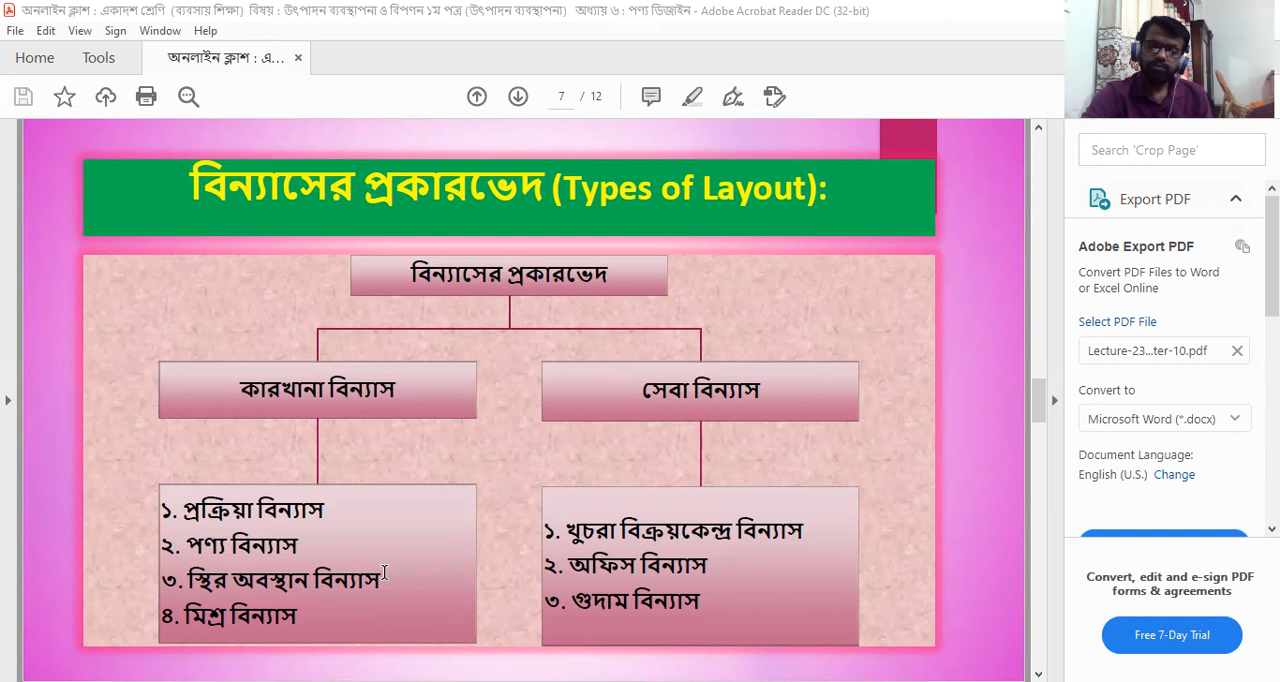 অনলাইন ক্লাশ : একাদশ শ্রেণি (ব্যবসায় শিক্ষা) বিষয় : উৎপাদন ব্যবস্থাপনা ও বিপণন ১ম পত্র (উৎপাদন ব্যবস্থাপনা) অধ্যায় ৬ : পণ্য ডিজাইন - Adobe Acrobat Reader DC (32-bit)
File Edit View Sign Window Help
Home Tools অনলাইন ক্লাশ : এ... ×
7 / 12
Search 'Crop Page'
বিন্যাসের প্রকারভেদ (Types of Layout):
বিন্যাসের প্রকারভেদ
কারখানা বিন্যাস
সেবা বিন্যাস
১. প্রক্রিয়া বিন্যাস
২. পণ্য বিন্যাস
৩. স্থির অবস্থান বিন্যাস
৪. মিশ্র বিন্যাস
১. খুচরা বিক্রয়কেন্দ্র বিন্যাস
২. অফিস বিন্যাস
৩. গুদাম বিন্যাস
Export PDF
Adobe Export PDF
Convert PDF Files to Word
or Excel Online
Select PDF File
Lecture-23...ter-10.pdf
Convert to
Microsoft Word (*.docx)
Document Language:
English (U.S.) Change
Convert, edit and e-sign PDF
forms & agreements
Free 7-Day Trial